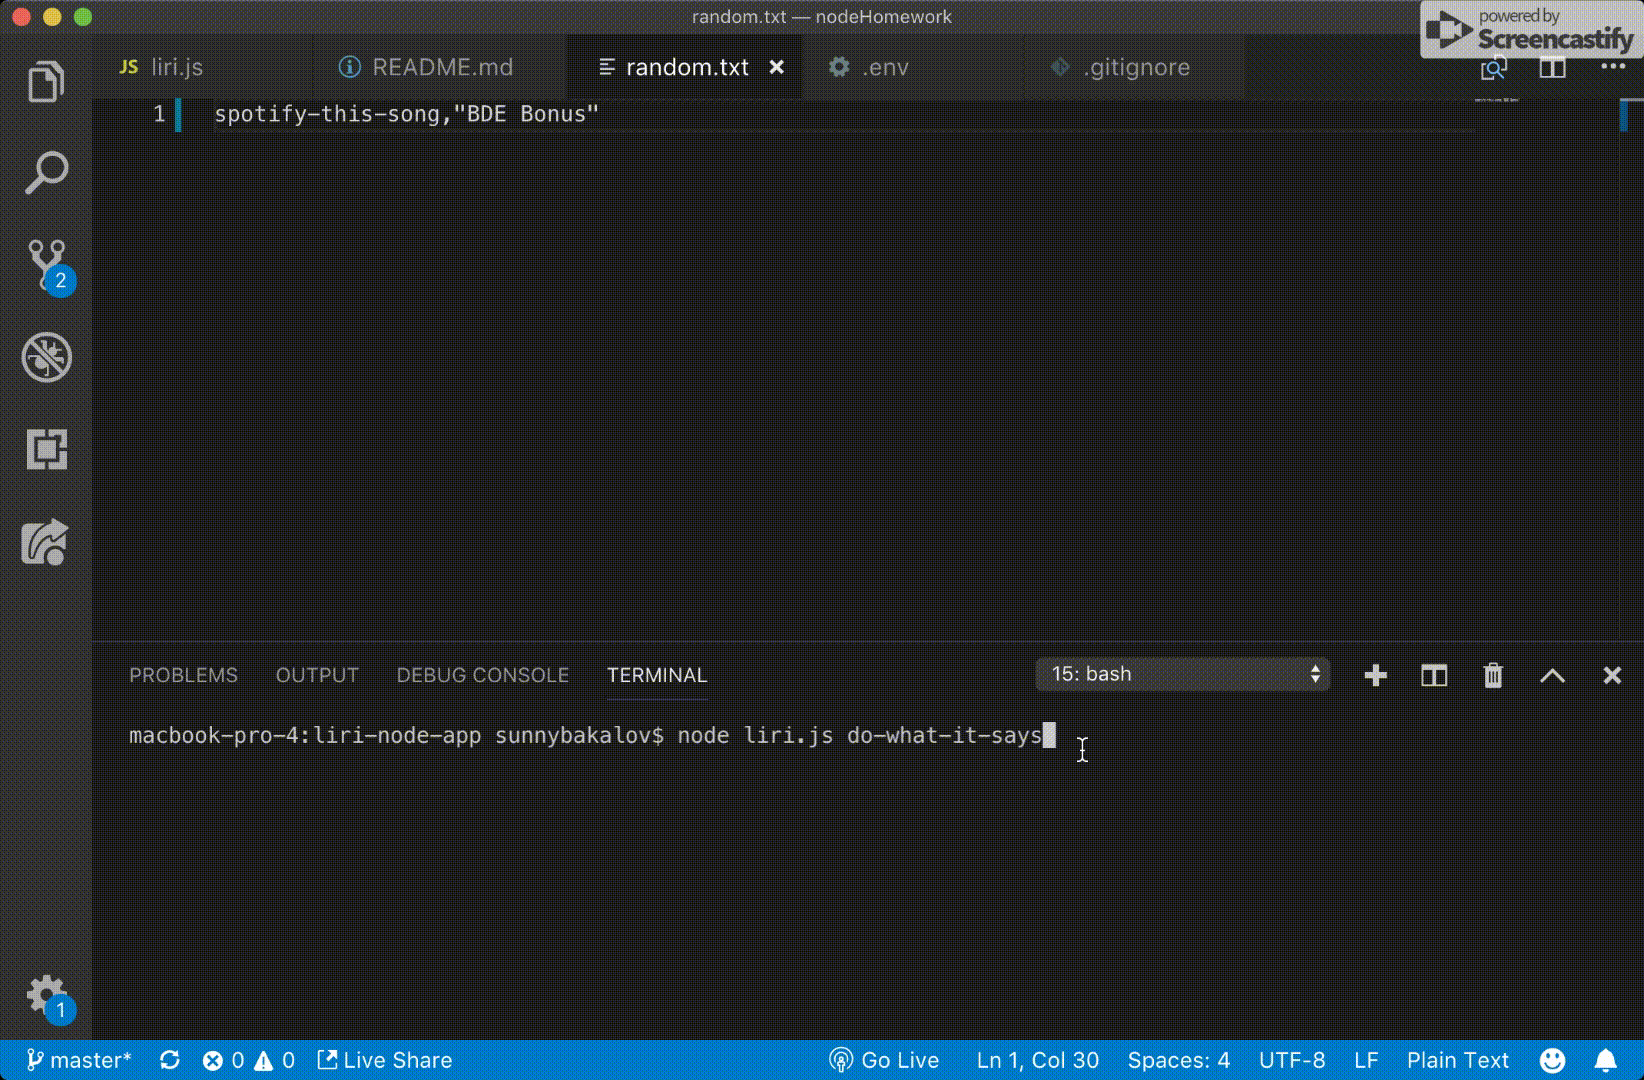 random.txt — nodeHomework
powered by
Screencastify
JS liri.js
README.md
random.txt
.env
.gitignore
1 spotify-this-song,"BDE Bonus"
2
PROBLEMS
OUTPUT
DEBUG CONSOLE
TERMINAL
15: bash
macbook-pro-4:liri-node-app sunnybakalov$ node liri.js do-what-it-says
1
master*
0
0
Live Share
Go Live
Ln 1, Col 30
Spaces: 4
UTF-8
LF
Plain Text